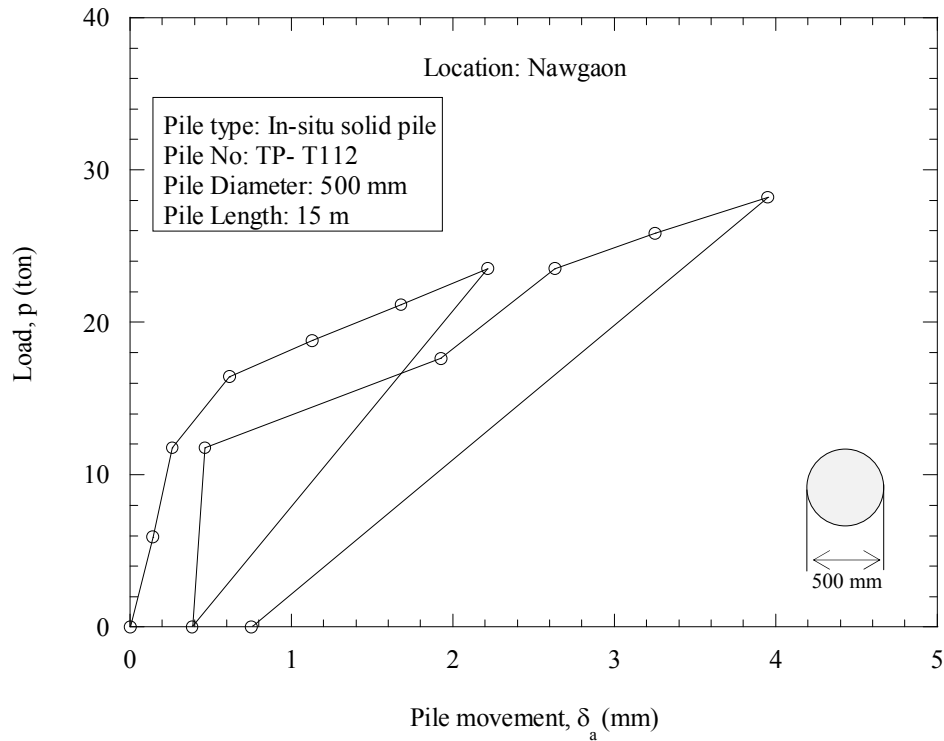 40
30
20
10
0
Load, p (ton)
Location: Nawgaon
Pile type: In-situ solid pile
Pile No: TP- T112
Pile Diameter: 500 mm
Pile Length: 15 m
500 mm
0 1 2 3 4 5
Pile movement, δa (mm)